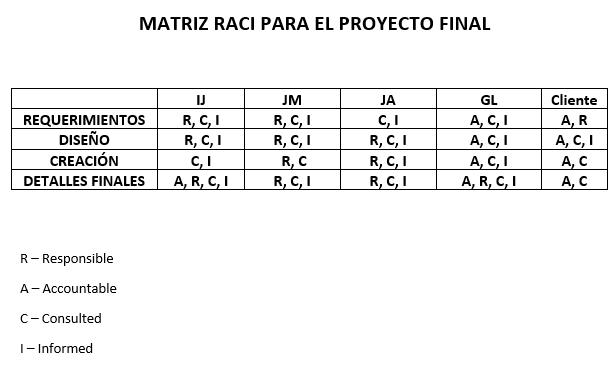 MATRIZ RACI PARA EL PROYECTO FINAL
IJ JM JA GL Cliente
REQUERIMIENTOS R, C, I R, C, I C, I A, C, I A, R
DISEÑO R, C, I R, C, I R, C, I A, C, I A, C, I
CREACIÓN C, I R, C R, C, I A, C, I A, C
DETALLES FINALES A, R, C, I R, C, I R, C, I A, R, C, I A, C
R – Responsible
A – Accountable
C – Consulted
I – Informed